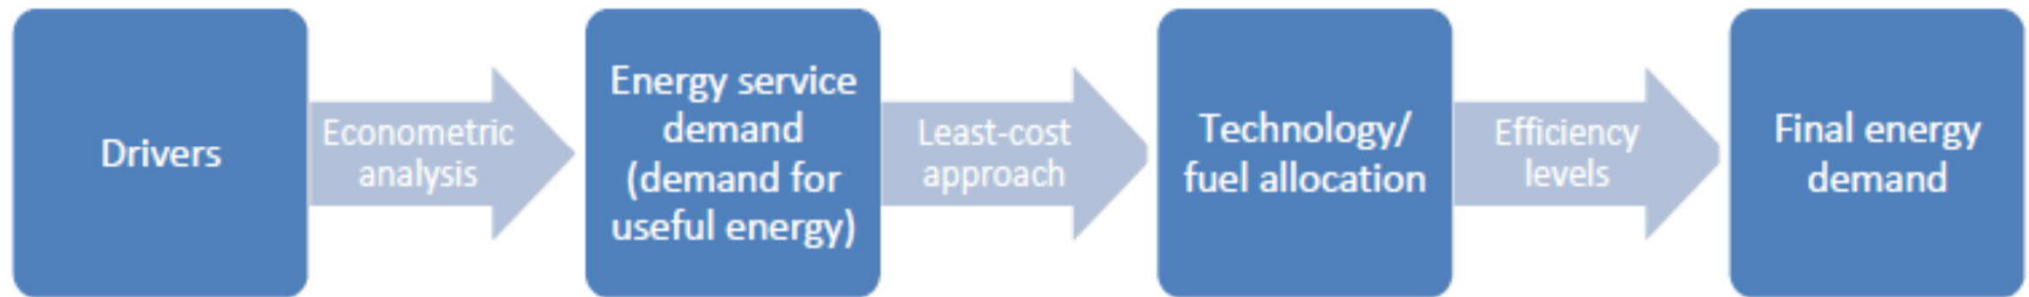 Drivers
Econometric
analysis
Energy service
demand
(demand for
useful energy)
Least-cost
approach
Technology/
fuel allocation
Efficiency
levels
Final energy
demand